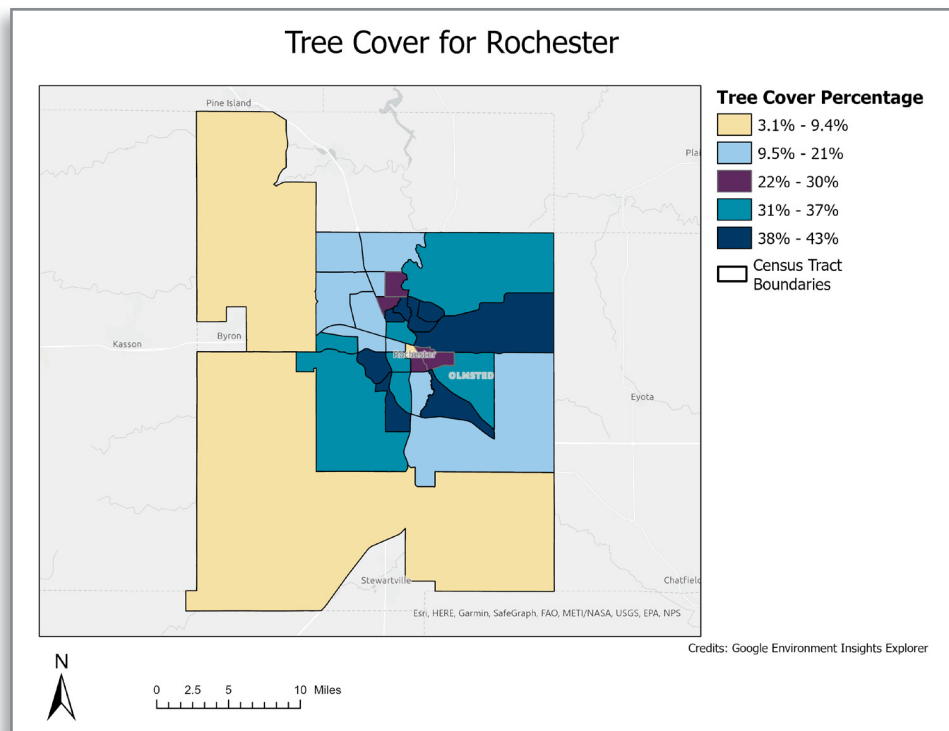 Tree Cover for Rochester
Pine Island
Plai
Kasson
Byron
Rochester
OLMSTED
Eyota
Stewartville
Chatfield
Esri, HERE, Garmin, SafeGraph, FAO, METI/NASA, USGS, EPA, NPS
Tree Cover Percentage
3.1% - 9.4%
9.5% - 21%
22% - 30%
31% - 37%
38% - 43%
Census Tract
Boundaries
Credits: Google Environment Insights Explorer
N
0 2.5 5 10 Miles